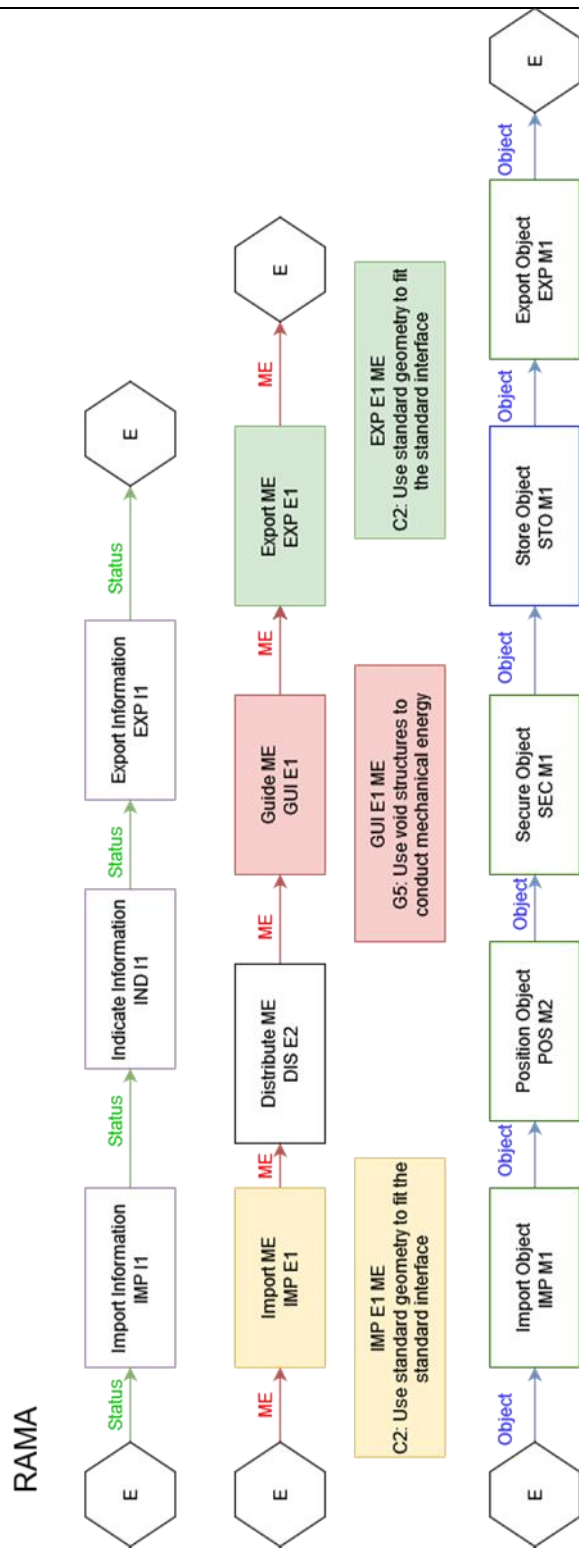 RAMA
E
Status
Import Information
IMP I1
Status
Indicate Information
IND I1
Status
Export Information
EXP I1
Status
E
E
ME
Import ME
IMP E1
ME
Distribute ME
DIS E2
ME
Guide ME
GUI E1
ME
Export ME
EXP E1
ME
E
IMP E1 ME
C2: Use standard geometry to fit the
standard interface
GUI E1 ME
G5: Use void structures to
conduct mechanical energy
EXP E1 ME
C2: Use standard geometry to fit
the standard interface
E
Object
Import Object
IMP M1
Object
Position Object
POS M2
Object
Secure Object
SEC M1
Object
Store Object
STO M1
Object
Export Object
EXP M1
Object
E